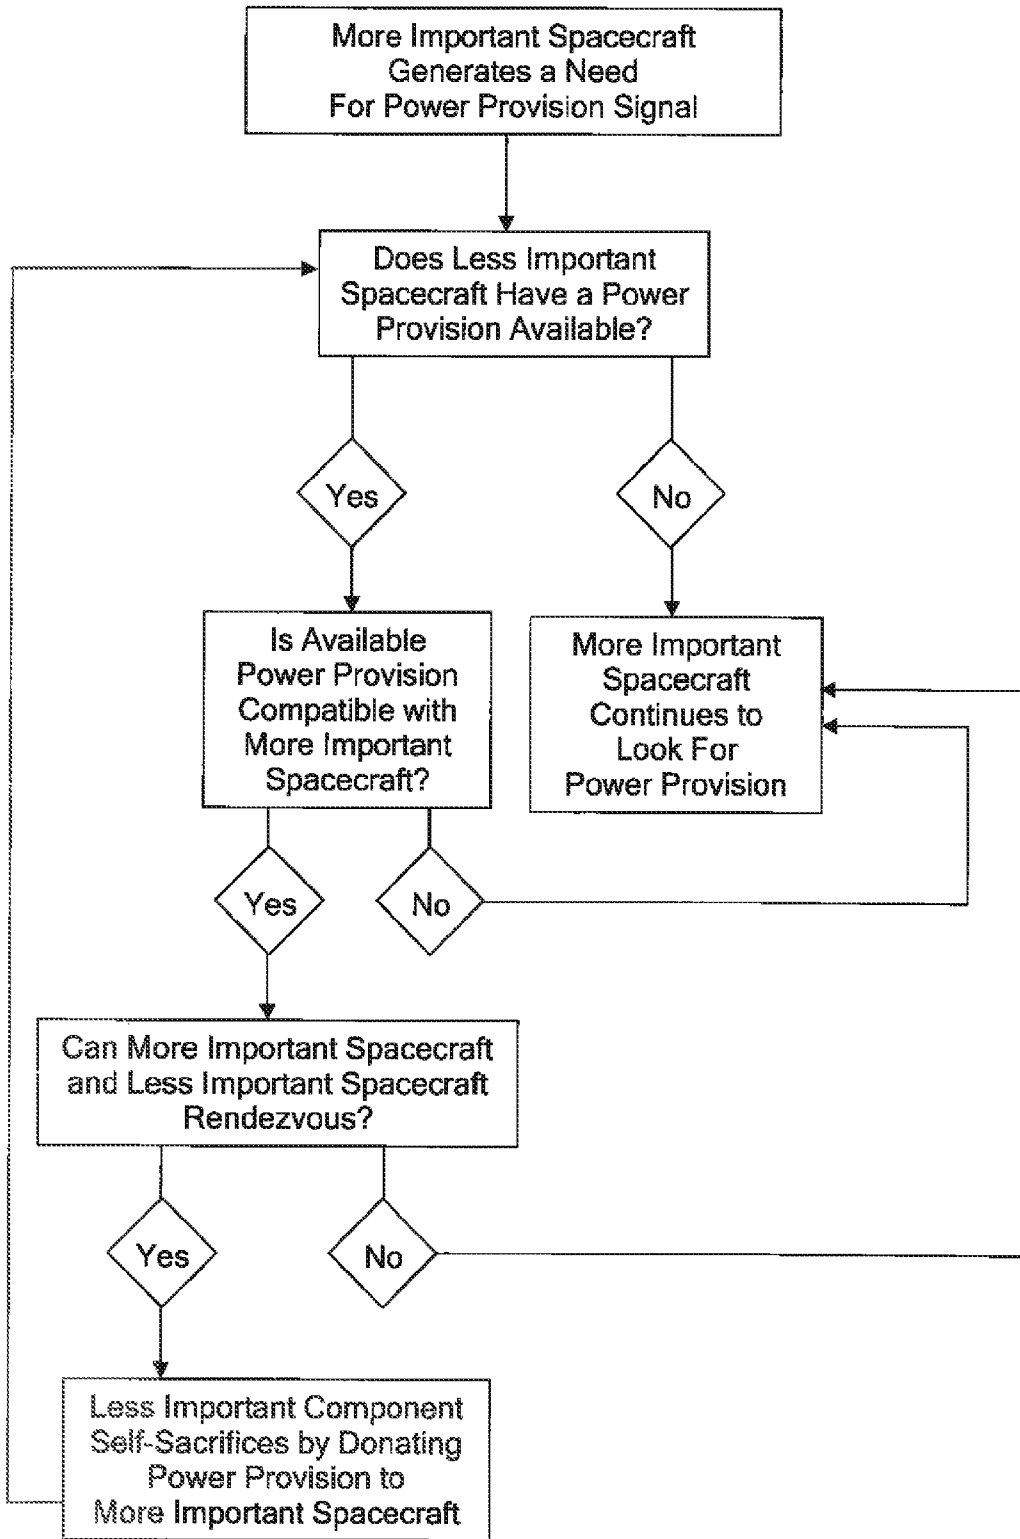 More Important Spacecraft
Generates a Need
For Power Provision Signal
Does Less Important
Spacecraft Have a Power
Provision Available?
Yes
No
Is Available
Power Provision
Compatible with
More Important
Spacecraft?
More Important
Spacecraft
Continues to
Look For
Power Provision
Yes
No
Can More Important Spacecraft
and Less Important Spacecraft
Rendezvous?
Yes
No
Less Important Component
Self-Sacrifices by Donating
Power Provision to
More Important Spacecraft